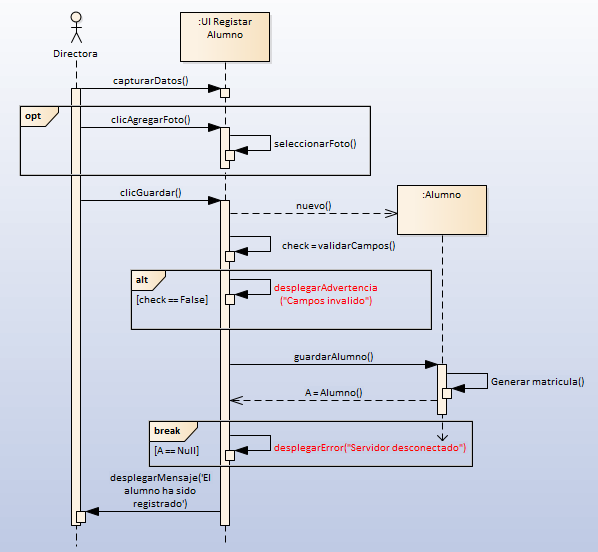 :UI Registar
Alumno
Directora
capturarDatos()
opt
clicAgregarFoto()
seleccionarFoto()
clicGuardar()
:Alumno
nuevo()
check = validarCampos()
alt
desplegarAdvertencia
("Campos invalido")
[check == False]
guardarAlumno()
Generar matricula()
A = Alumno()
break
[A == Null]
desplegarError("Servidor desconectado")
desplegarMensaje('El
alumno ha sido
registrado')